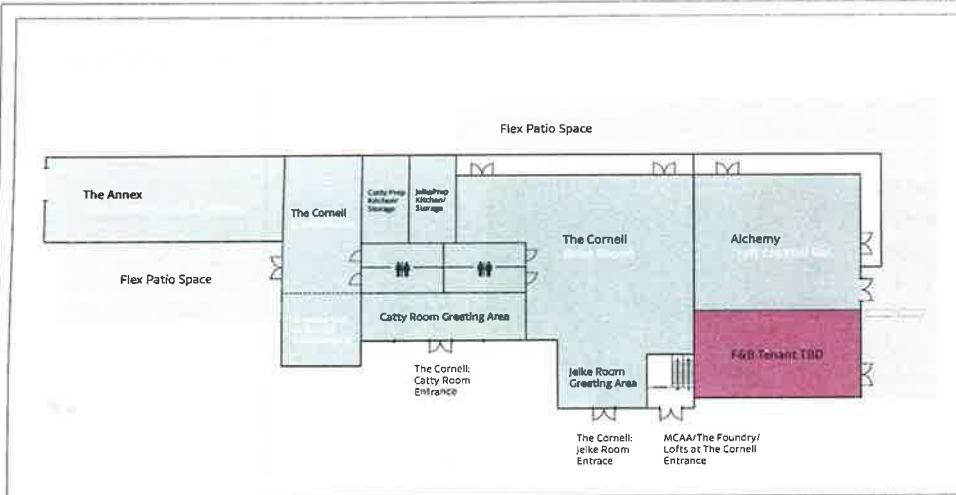 Flex Patio Space
The Annex
The Cornell
Catty Prep
Kitchen/
Storage
JelkePrep
Kitchen/
Storage
The Cornell
Alchemy
Flex Patio Space
Catty Room Greeting Area
F&B Tenant TBD
Jelke Room
Greeting Area
The Cornell:
Catty Room
Entrance
The Cornell:
Jelke Room
Entrace
MCAA/The Foundry/
Lofts at The Cornell
Entrance